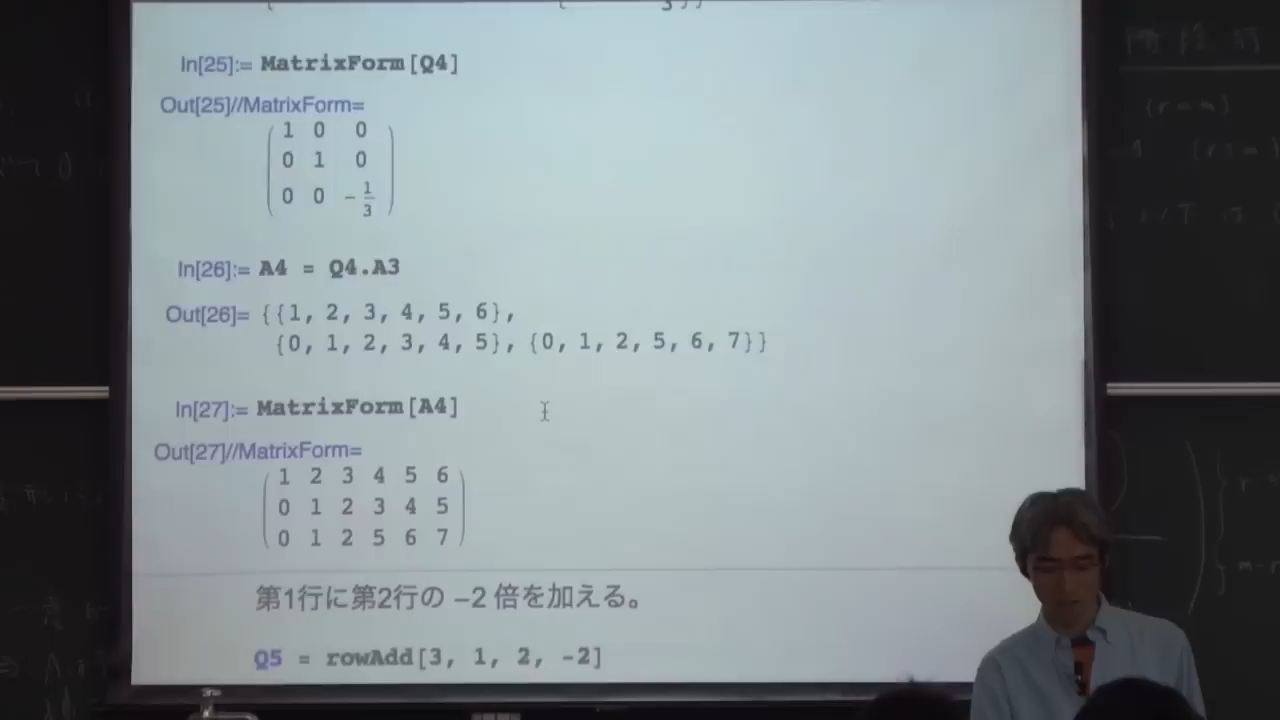 In[25]:= MatrixForm[Q4]
Out[25]//MatrixForm=
1 0 0
0 1 0
0 0 -1/3
In[26]:= A4 = Q4.A3
Out[26]= {{1, 2, 3, 4, 5, 6},
{0, 1, 2, 3, 4, 5}, {0, 1, 2, 5, 6, 7}}
In[27]:= MatrixForm[A4]
Out[27]//MatrixForm=
1 2 3 4 5 6
0 1 2 3 4 5
0 1 2 5 6 7
第1行に第2行の -2 倍を加える。
Q5 = rowAdd[3, 1, 2, -2]